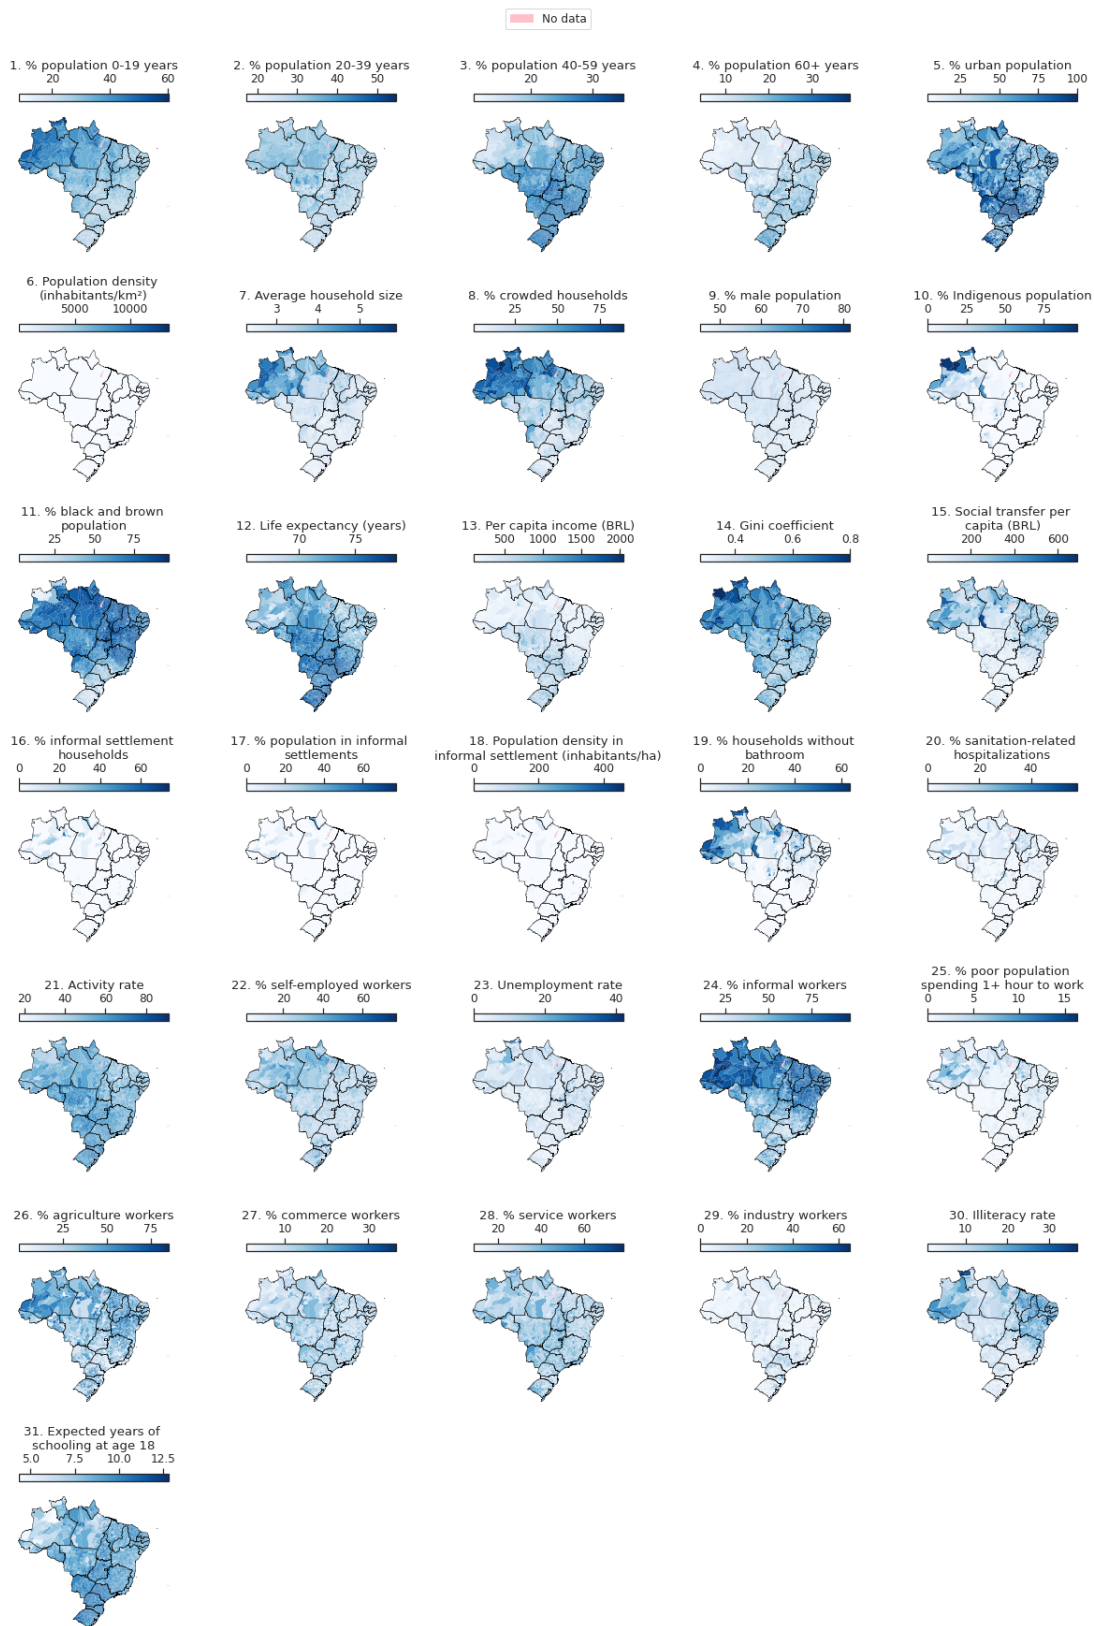 No data
1. % population 0-19 years
20 40 60
2. % population 20-39 years
20 30 40 50
3. % population 40-59 years
20 30
4. % population 60+ years
10 20 30
5. % urban population
25 50 75 100
6. Population density
(inhabitants/km²)
5000 10000
7. Average household size
3 4 5
8. % crowded households
25 50 75
9. % male population
50 60 70 80
10. % Indigenous population
0 25 50 75
11. % black and brown
population
25 50 75
12. Life expectancy (years)
70 75
13. Per capita income (BRL)
500 1000 1500 2000
14. Gini coefficient
0.4 0.6 0.8
15. Social transfer per
capita (BRL)
200 400 600
16. % informal settlement
households
0 20 40 60
17. % population in informal
settlements
0 20 40 60
18. Population density in
informal settlement (inhabitants/ha)
0 200 400
19. % households without
bathroom
0 20 40 60
20. % sanitation-related
hospitalizations
0 20 40
21. Activity rate
20 40 60 80
22. % self-employed workers
20 40 60
23. Unemployment rate
0 20 40
24. % informal workers
25 50 75
25. % poor population
spending 1+ hour to work
0 5 10 15
26. % agriculture workers
25 50 75
27. % commerce workers
10 20 30
28. % service workers
20 40 60
29. % industry workers
0 20 40 60
30. Illiteracy rate
10 20 30
31. Expected years of
schooling at age 18
5.0 7.5 10.0 12.5